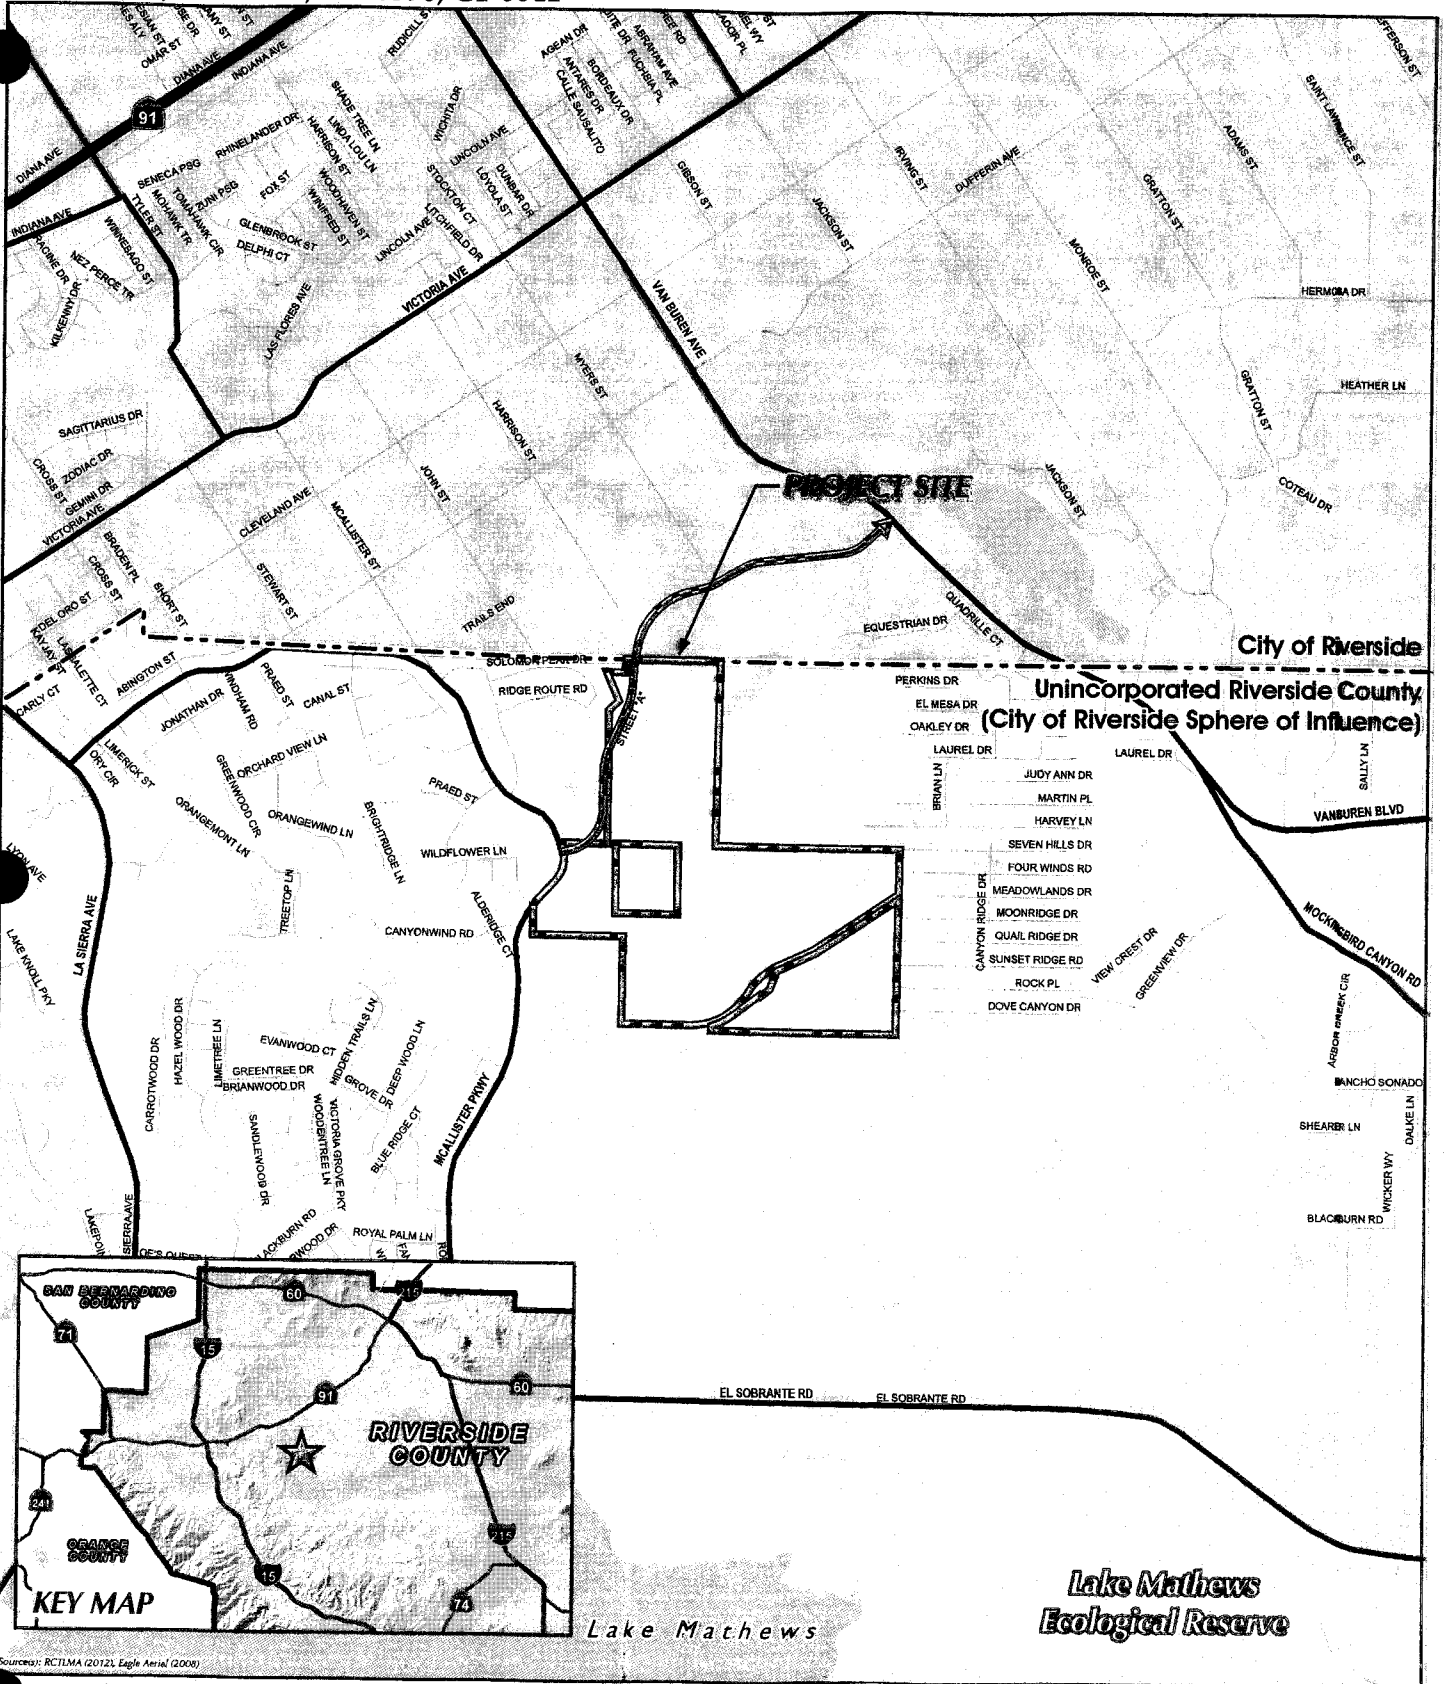 OMAR ST
DIANA AVE
INDIANA AVE
91
DIANA AVE
INDIANA AVE
SENECA PSG
RHINELANDER DR
ZUNI PSG
FOX ST
TOMAHAWK CIR
MOHAWK TR
TYLER ST
WINNEBAGO ST
NEZ PERCE TR
RACINE DR
KILKENNY DR
GLENBROOK ST
DELPHI CT
SHADE TREE LN
LINDA LOU LN
HARRISON ST
WOODHAVEN ST
WINIFRED ST
LAS FLORES AVE
WICHITA DR
LINCOLN AVE
DUNBAR DR
LOYOLA ST
STOCKTON CT
LITCHFIELD DR
LINCOLN AVE
VICTORIA AVE
AGEAN DR
ANTARES DR
CALLE SAUSALITO
BORDEAUX DR
FUCHSIA PL
ABRAHAM AVE
GIBSON ST
JACKSON ST
IRVING ST
DUFFERIN AVE
MONROE ST
GRATTON ST
ADAMS ST
SAINT LAWRENCE ST
HERMOSA DR
HEATHER LN
GRATTON ST
COTEAU DR
JACKSON ST
VAN BUREN AVE
MYERS ST
HARRISON ST
JOHN ST
MCALLISTER ST
CLEVELAND AVE
STEWART ST
SAGITTARIUS DR
ZODIAC DR
GEMINI DR
CROSS ST
VICTORIA AVE
BRADEN PL
CROSS ST
SHORT ST
DEL ORO ST
KAYJAY ST
LASSALETTE CT
CARLY CT
ABINGTON ST
TRAILS END
PROJECT SITE
EQUESTRIAN DR
QUADRILLE CT
City of Riverside
Unincorporated Riverside County
(City of Riverside Sphere of Influence)
RIDGE ROUTE RD
STREET "A"
PERKINS DR
EL MESA DR
OAKLEY DR
LAUREL DR
LAUREL DR
BRIAN LN
SALLY LN
JUDY ANN DR
MARTIN PL
HARVEY LN
SEVEN HILLS DR
FOUR WINDS RD
MEADOWLANDS DR
MOONRIDGE DR
QUAIL RIDGE DR
SUNSET RIDGE RD
ROCK PL
DOVE CANYON DR
CANYON RIDGE DR
VIEW CREST DR
GREENVIEW DR
VAN BUREN BLVD
MOCKINGBIRD CANYON RD
ARBOR CREEK CIR
RANCHO SONADO
SHEARER LN
DALKE LN
WICKER WY
BLACKBURN RD
JONATHAN DR
WINDHAM RD
PRAED ST
CANAL ST
LIMERICK ST
ORY CIR
GREENWOOD CIR
ORCHARD VIEW LN
ORANGEMONT LN
ORANGEWIND LN
BRIGHTRIDGE LN
PRAED ST
WILDFLOWER LN
TREETOP LN
CANYONWIND RD
ALDERIDGE CT
LYON AVE
LA SIERRA AVE
LAKE KNOLL PKY
CARROTWOOD DR
HAZEL WOOD DR
LIMETREE LN
EVANWOOD CT
GREENTREE DR
BRIANWOOD DR
HIDDEN TRAILS LN
GROVE DR
DEEP WOOD LN
BLUE RIDGE CT
MCALLISTER PKWY
SANDLEWOOD DR
WOODENTREE LN
VICTORIA GROVE PKY
ROYAL PALM LN
SIERRA AVE
SAN BERNARDINO
COUNTY
71
15
60
215
91
60
RIVERSIDE
COUNTY
241
ORANGE
COUNTY
15
215
74
KEY MAP
EL SOBRANTE RD
EL SOBRANTE RD
Lake Mathews
Lake Mathews
Ecological Reserve
Source(s): RCTLMA (2012), Eagle Aerial (2008)